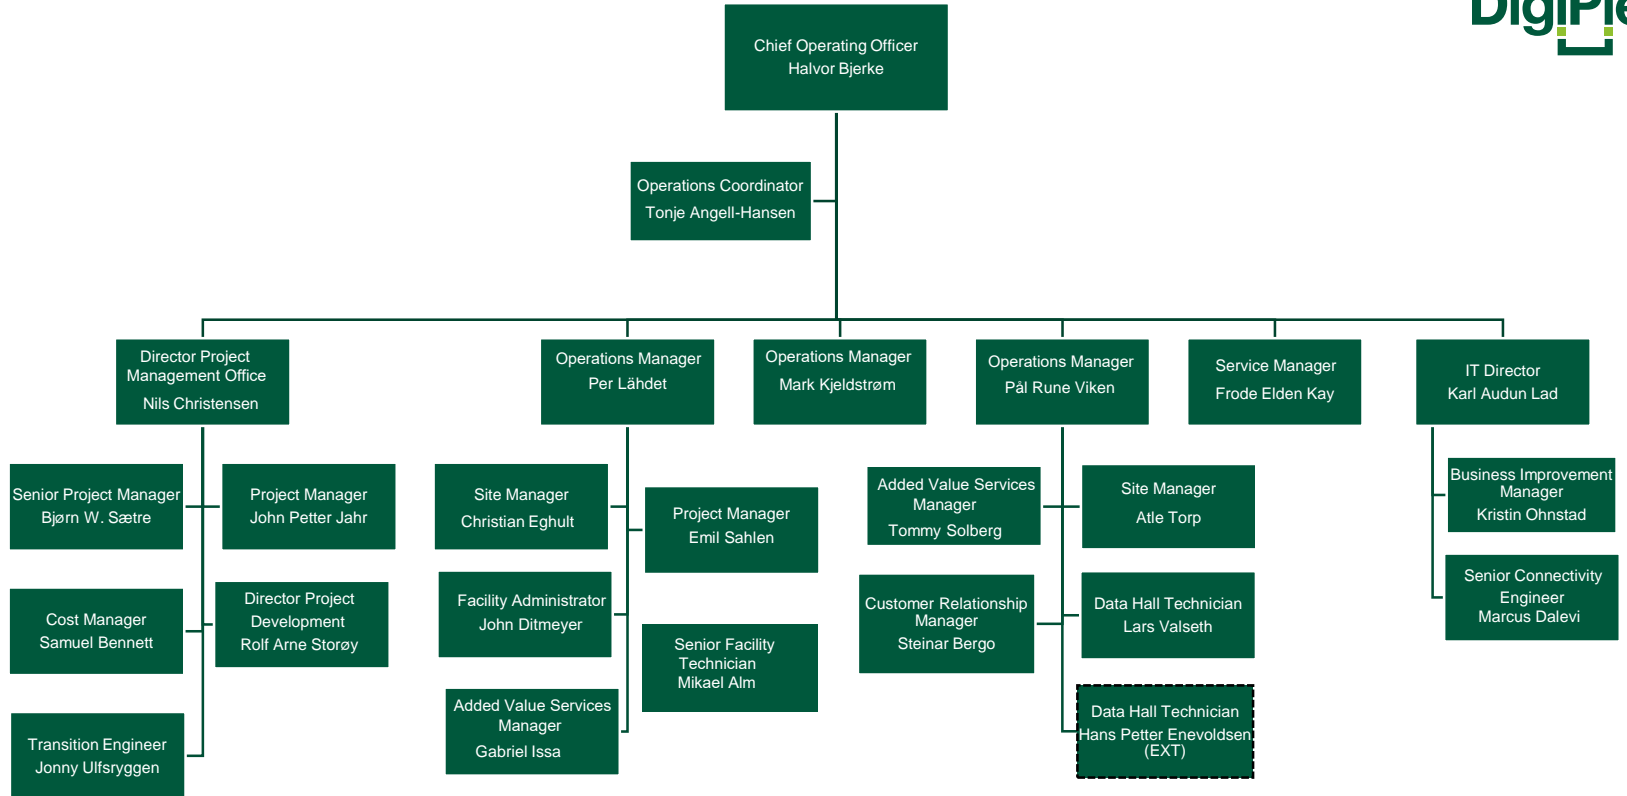 DigiPle
Chief Operating Officer
Halvor Bjerke
Operations Coordinator
Tonje Angell-Hansen
Director Project
Management Office
Nils Christensen
Operations Manager
Per Lähdet
Operations Manager
Mark Kjeldstrøm
Operations Manager
Pål Rune Viken
Service Manager
Frode Elden Kay
IT Director
Karl Audun Lad
Senior Project Manager
Bjørn W. Sætre
Project Manager
John Petter Jahr
Cost Manager
Samuel Bennett
Director Project
Development
Rolf Arne Storøy
Transition Engineer
Jonny Ulfsryggen
Site Manager
Christian Eghult
Project Manager
Emil Sahlen
Facility Administrator
John Ditmeyer
Senior Facility
Technician
Mikael Alm
Added Value Services
Manager
Gabriel Issa
Added Value Services
Manager
Tommy Solberg
Site Manager
Atle Torp
Customer Relationship
Manager
Steinar Bergo
Data Hall Technician
Lars Valseth
Data Hall Technician
Hans Petter Enevoldsen
(EXT)
Business Improvement
Manager
Kristin Ohnstad
Senior Connectivity
Engineer
Marcus Dalevi